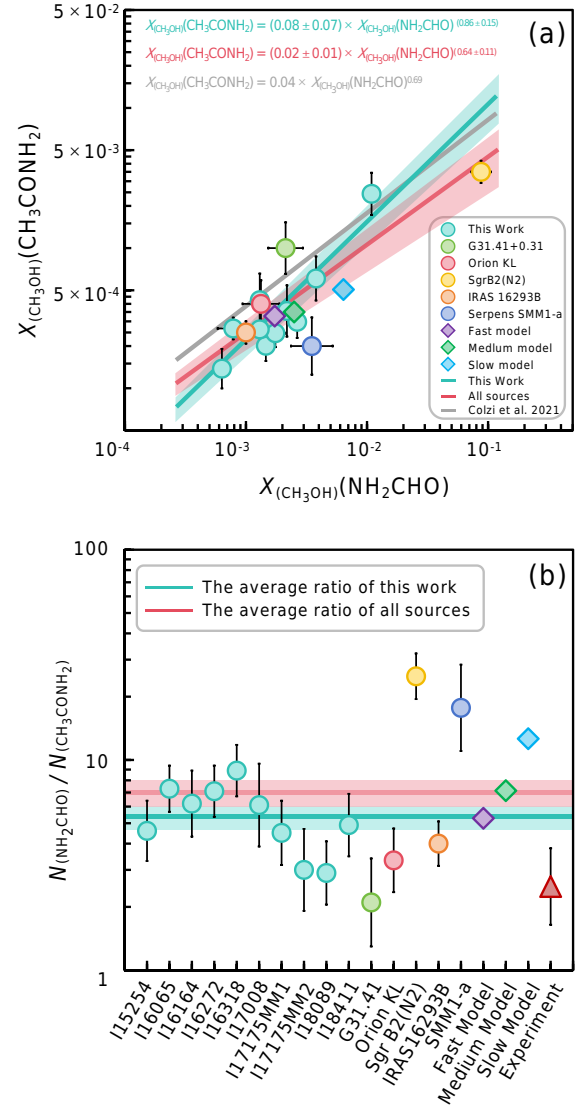 5×10⁻²
X(CH₃OH)(CH₃CONH₂) = (0.08 ± 0.07) × X(CH₃OH)(NH₂CHO)(0.86 ± 0.15)
(a)
X(CH₃OH)(CH₃CONH₂) = (0.02 ± 0.01) × X(CH₃OH)(NH₂CHO)(0.64 ± 0.11)
X(CH₃OH)(CH₃CONH₂) = 0.04 × X(CH₃OH)(NH₂CHO)0.69
5×10⁻³
5×10⁻⁴
X(CH₃OH)(CH₃CONH₂)
This Work
G31.41+0.31
Orion KL
SgrB2(N2)
IRAS 16293B
Serpens SMM1-a
Fast model
Medium model
Slow model
This Work
All sources
Colzi et al. 2021
10⁻⁴
10⁻³
10⁻²
10⁻¹
X(CH₃OH)(NH₂CHO)
100
(b)
The average ratio of this work
The average ratio of all sources
10
1
N(NH₂CHO) / N(CH₃CONH₂)
I15254
I16065
I16164
I16272
I16318
I17008
I17175MM1
I17175MM2
I18089
I18411
G31.41
Orion KL
Sgr B2(N2)
IRAS16293B
SMM1-a
Fast Model
Medium Model
Slow Model
Experiment